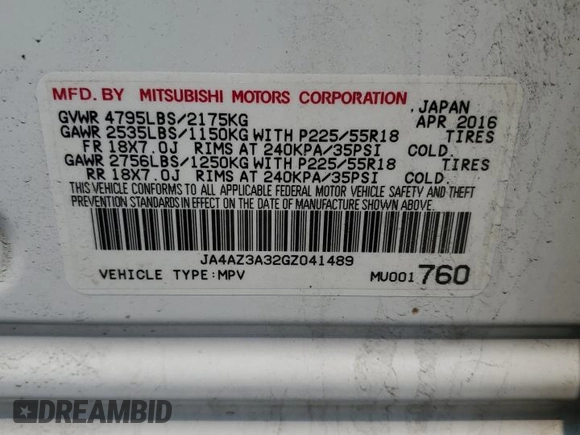 MFD. BY MITSUBISHI MOTORS CORPORATION
GVWR 4795LBS/2175KG JAPAN APR 2016
GAWR 2535LBS/1150KG WITH P225/55R18 TIRES
FR 18X7.0J RIMS AT 240KPA/35PSI COLD.
GAWR 2756LBS/1250KG WITH P225/55R18 TIRES
RR 18X7.0J RIMS AT 240KPA/35PSI COLD.
THIS VEHICLE CONFORMS TO ALL APPLICABLE FEDERAL MOTOR VEHICLE SAFETY AND THEFT
PREVENTION STANDARDS IN EFFECT ON THE DATE OF MANUFACTURE SHOWN ABOVE.
JA4AZ3A32GZ041489
VEHICLE TYPE:MPV MU001 760
DREAMBID